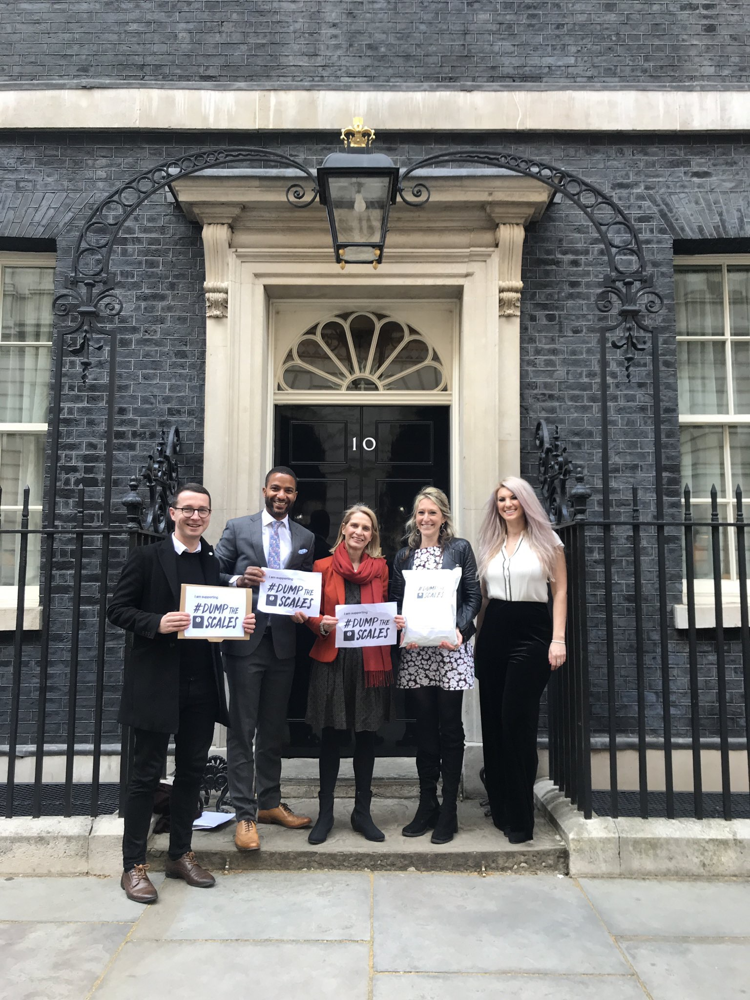 10
I am supporting
#DUMP THE
SCALES
I am supporting
#DUMP THE
SCALES
I am supporting
#DUMP THE
SCALES
#DUMP THE
SCALES